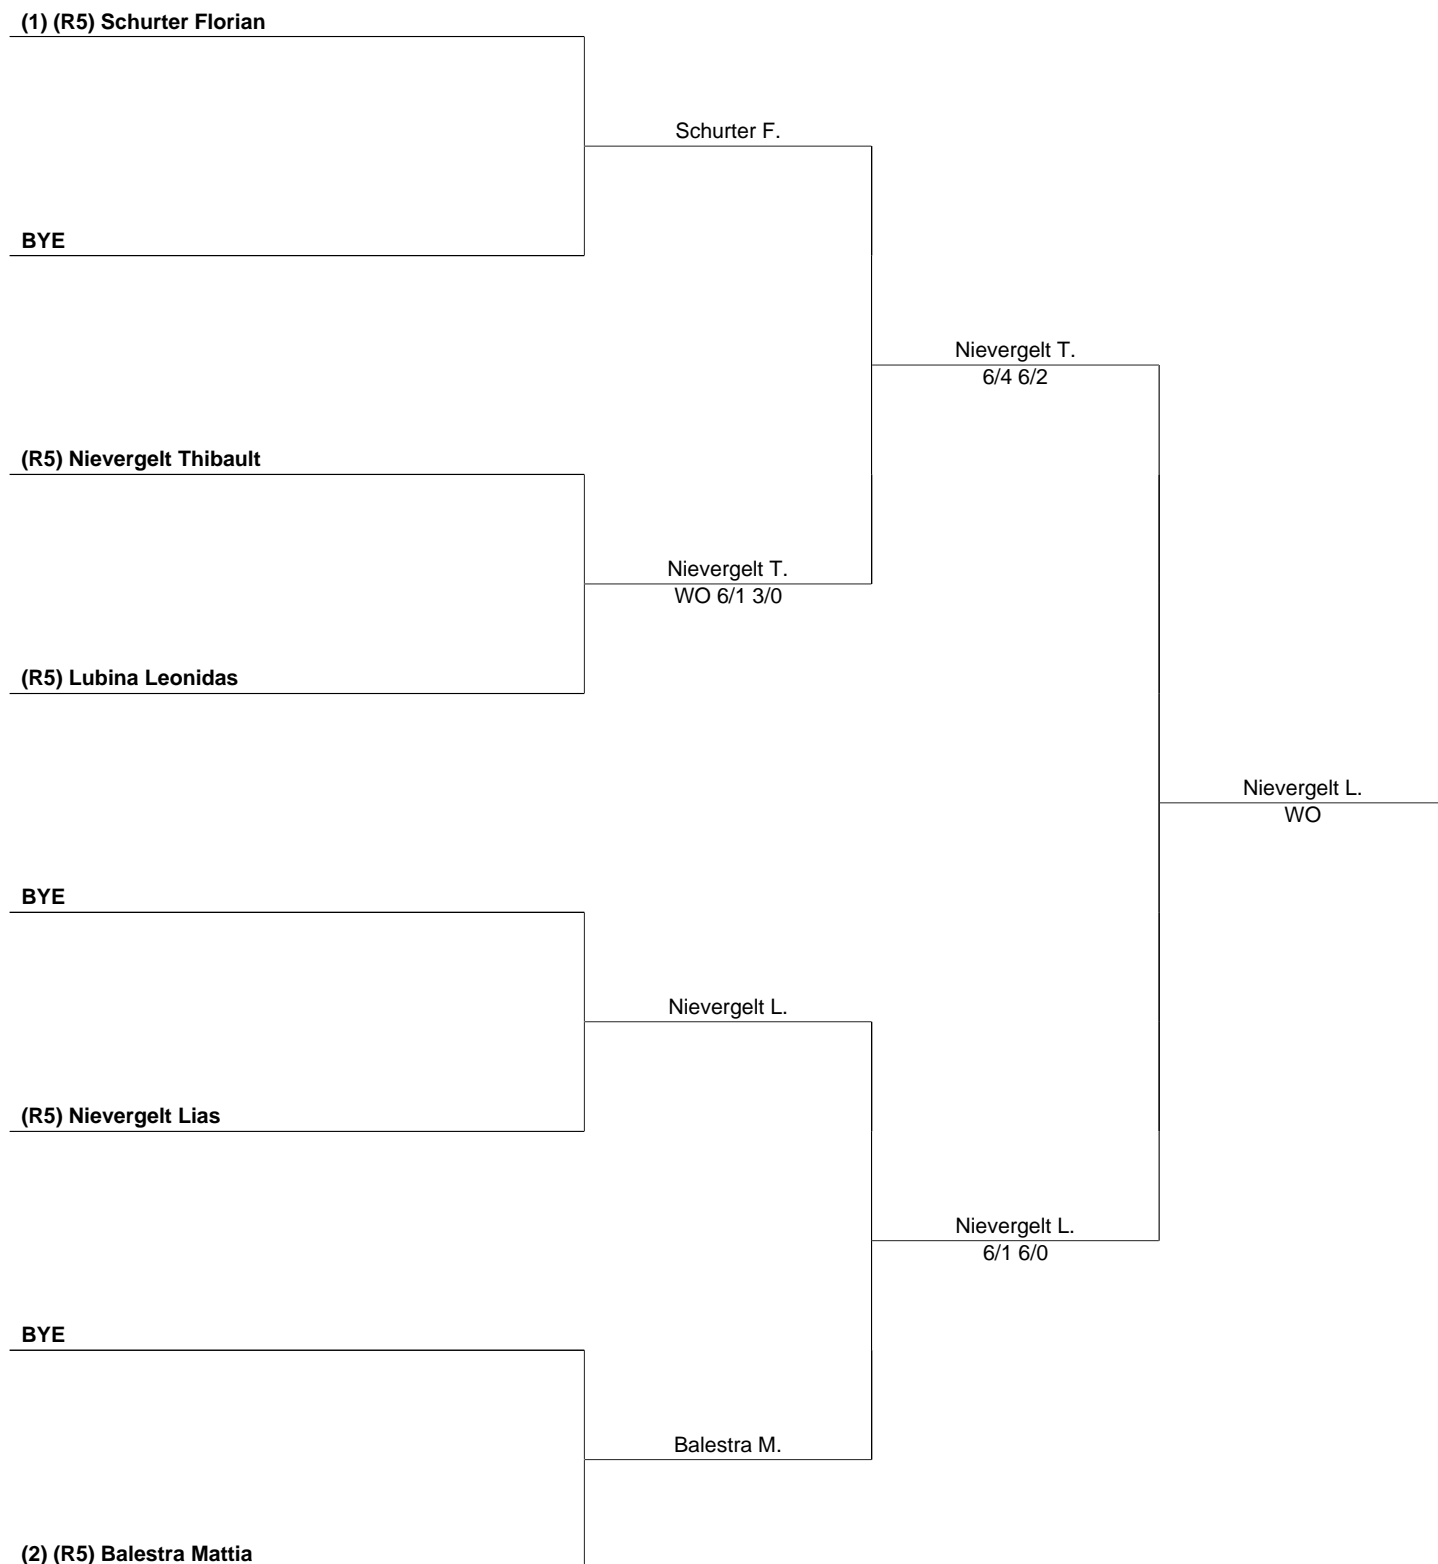 (1) (R5) Schurter Florian
Schurter F.
BYE
Nievergelt T.
6/4 6/2
(R5) Nievergelt Thibault
Nievergelt T.
WO 6/1 3/0
(R5) Lubina Leonidas
Nievergelt L.
WO
BYE
Nievergelt L.
(R5) Nievergelt Lias
Nievergelt L.
6/1 6/0
BYE
Balestra M.
(2) (R5) Balestra Mattia